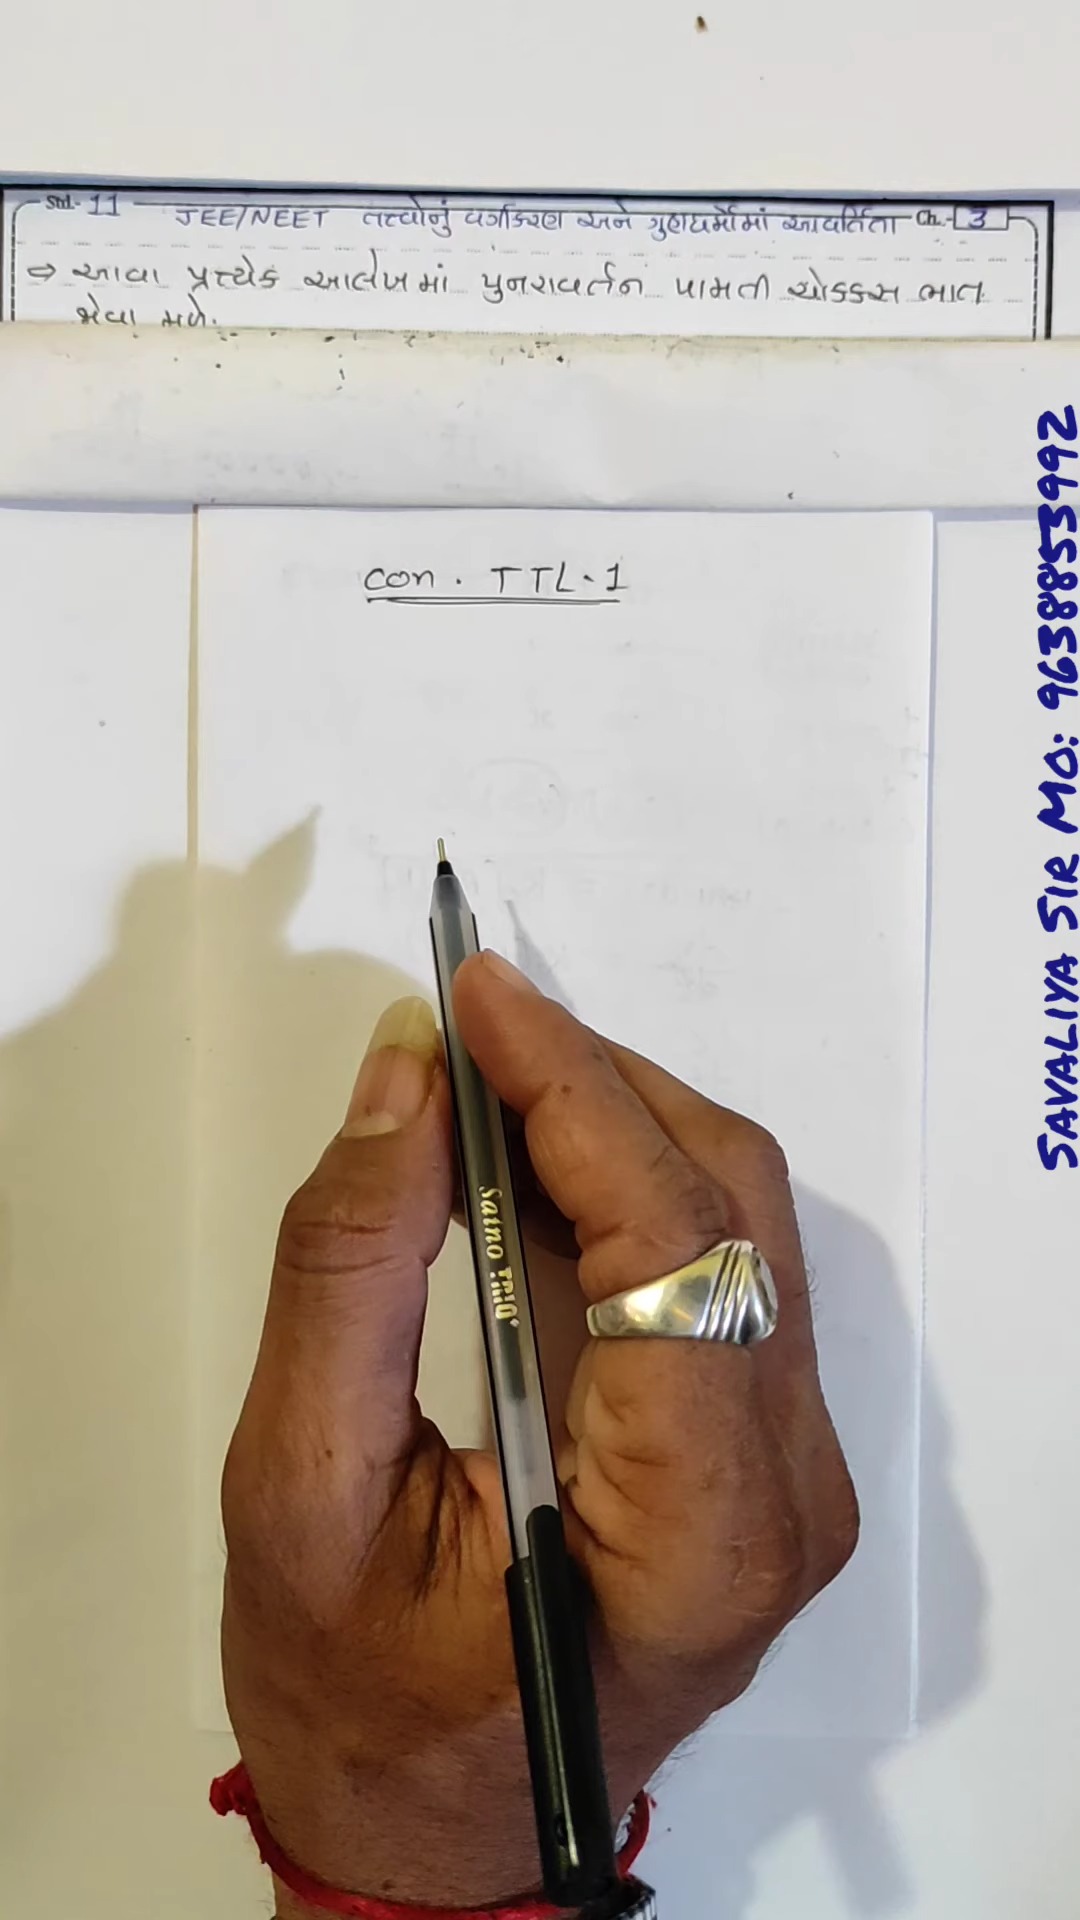 Std.- 11 JEE/NEET તત્ત્વોનું વર્ગીકરણ અને ગુણધર્મોમાં આવર્તિતા Ch.- 3
⇒ આવા પ્રત્યેક આલેખમાં પુનરાવર્તન પામતી ચોક્કસ ભાત
જોવા મળે.
con. TTL-1
Saino TRIO+
SAVALIYA SIR MO: 9638853992